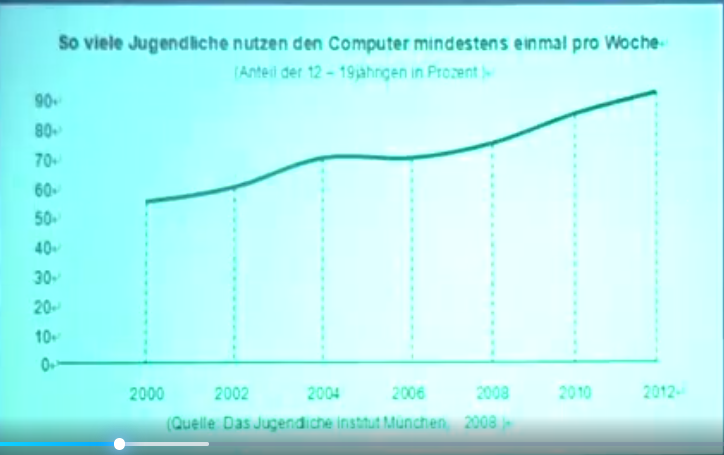 So viele Jugendliche nutzen den Computer mindestens einmal pro Woche
(Anteil der 12 – 19jährigen in Prozent)
90
80
70
60
50
40
30
20
10
0
2000 2002 2004 2006 2008 2010 2012
(Quelle: Das Jugendliche Institut München, 2008)